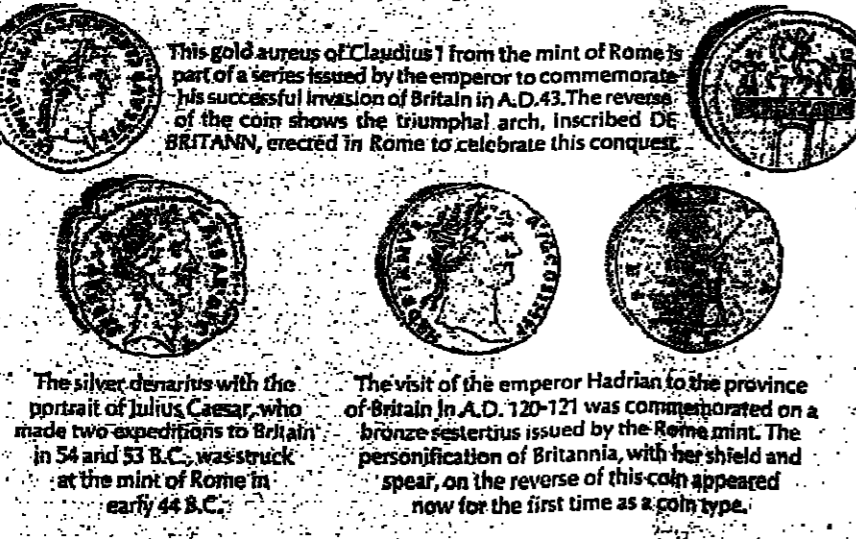 This gold aureus of Claudius I from the mint of Rome is
part of a series issued by the emperor to commemorate
his successful invasion of Britain in A.D.43. The reverse
of the coin shows the triumphal arch, inscribed DE
BRITANN, erected in Rome to celebrate this conquest.
The silver denarius with the
portrait of Julius Caesar, who
made two expeditions to Britain
in 54 and 53 B.C., was struck
at the mint of Rome in
early 44 B.C.
The visit of the emperor Hadrian to the province
of Britain in A.D. 120-121 was commemorated on a
bronze sestertius issued by the Rome mint. The
personification of Britannia, with her shield and
spear, on the reverse of this coin appeared
now for the first time as a coin type.